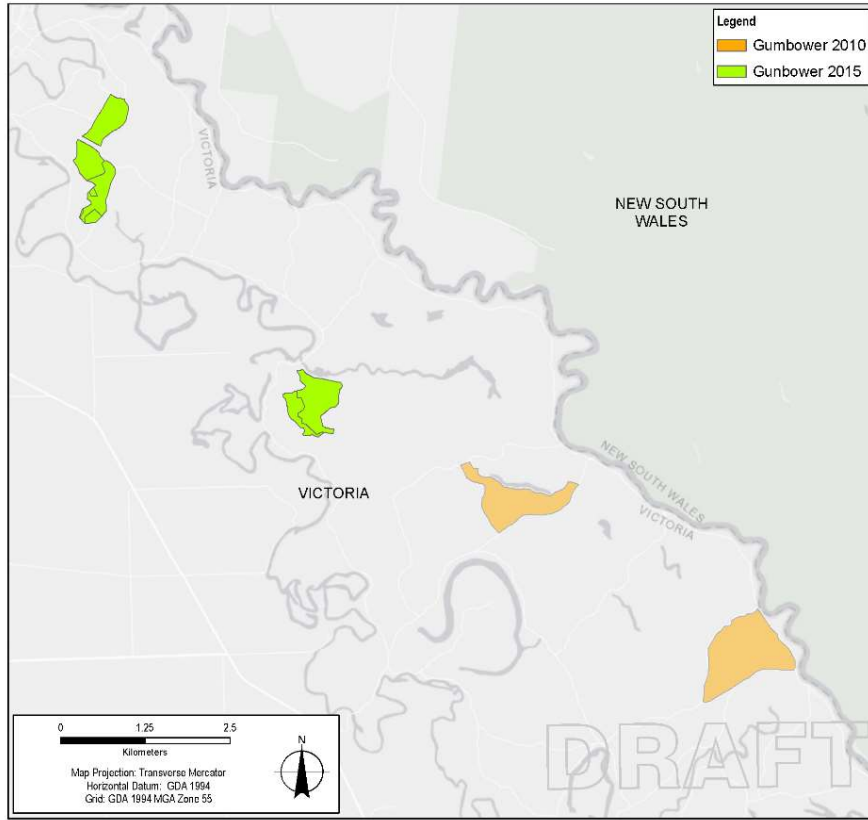 Legend
Gumbower 2010
Gunbower 2015
VICTORIA
NEW SOUTH
WALES
NEW SOUTH WALES
VICTORIA
VICTORIA
0
1.25
2.5
Kilometers
Map Projection: Transverse Mercator
Horizontal Datum: GDA 1994
Grid: GDA 1994 MGA Zone 55
N
DRAFT